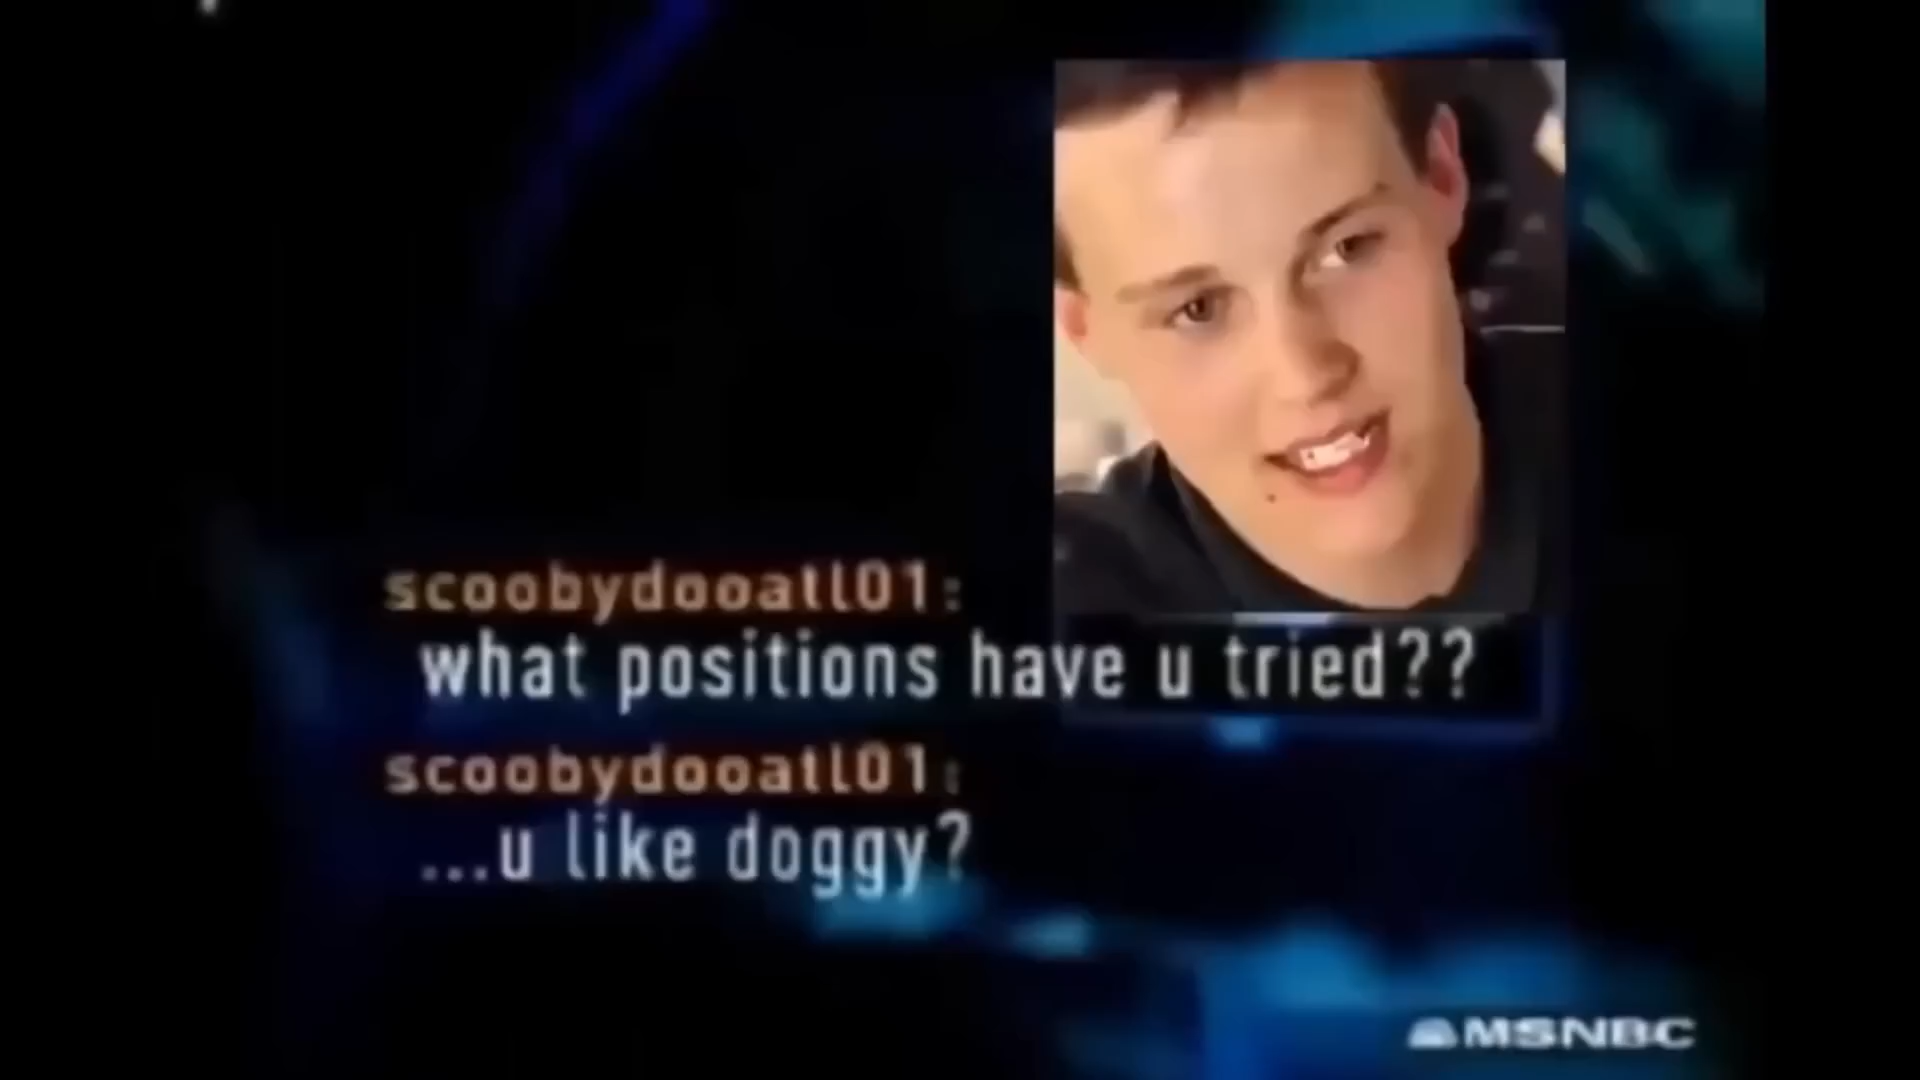 scoobydooatl01:
what positions have u tried??
scoobydooatl01:
...u like doggy?
MSNBC